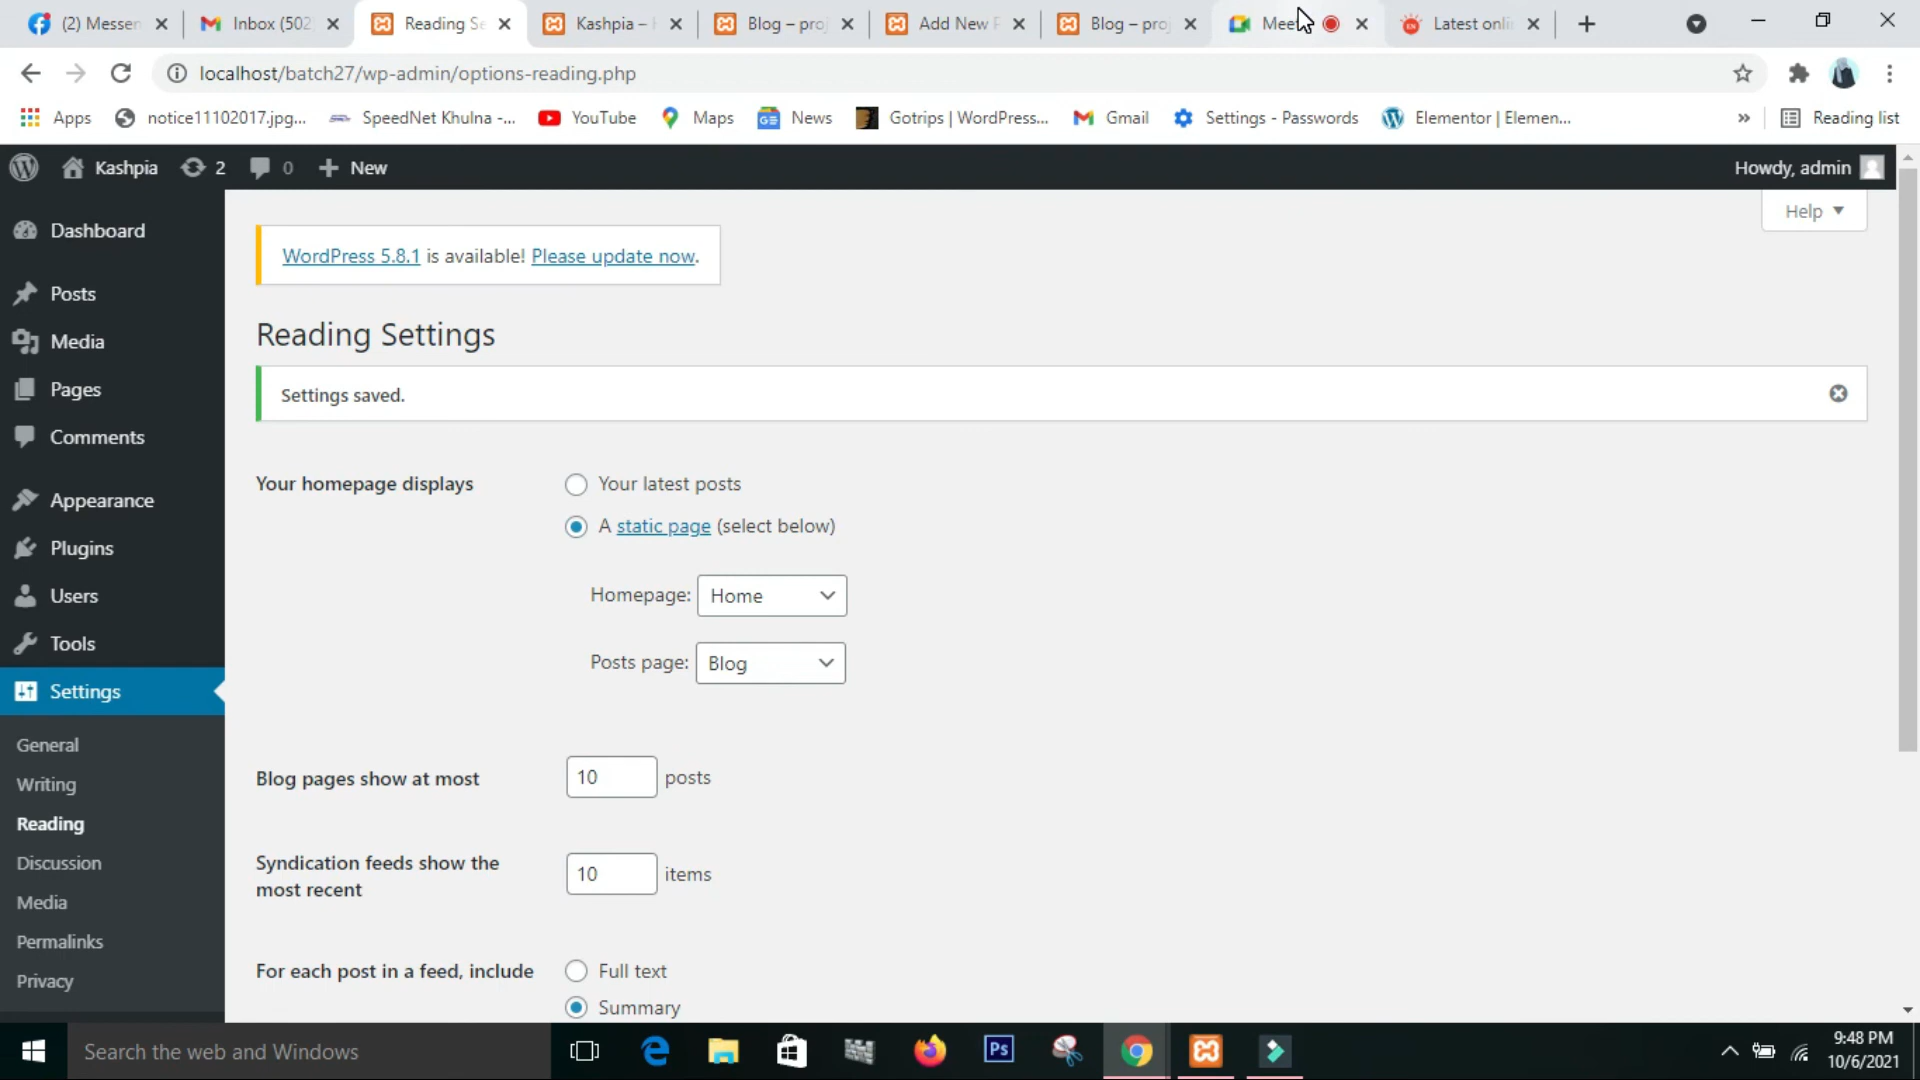 (2) Messen
Inbox (502
Reading Se
Kashpia –
Blog – proj
Add New P
Blog – proj
Mee
Latest onli
localhost/batch27/wp-admin/options-reading.php
Apps
notice11102017.jpg...
SpeedNet Khulna -...
YouTube
Maps
News
Gotrips | WordPress...
Gmail
Settings - Passwords
Elementor | Elemen...
»
Reading list
Kashpia
2
0
New
Howdy, admin
Help
Dashboard
Posts
Media
Pages
Comments
Appearance
Plugins
Users
Tools
Settings
General
Writing
Reading
Discussion
Media
Permalinks
Privacy
WordPress 5.8.1 is available! Please update now.
Reading Settings
Settings saved.
Your homepage displays
Your latest posts
A static page (select below)
Homepage: Home
Posts page: Blog
Blog pages show at most
10 posts
Syndication feeds show the
most recent
10 items
For each post in a feed, include
Full text
Summary
Search the web and Windows
Ps
9:48 PM
10/6/2021